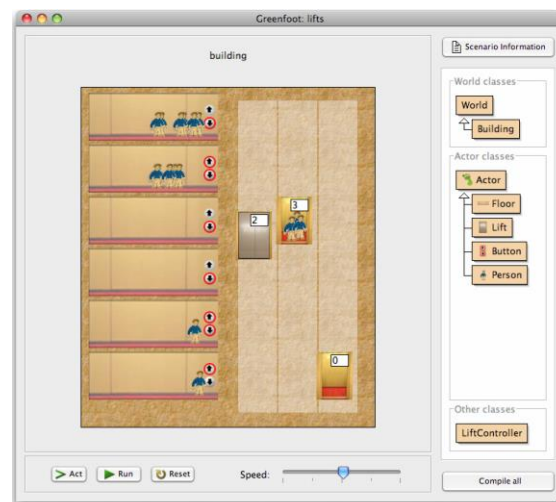 Greenfoot: lifts
Scenario Information
building
World classes
World
Building
Actor classes
Actor
Floor
Lift
Button
Person
3
2
0
Other classes
LiftController
> Act
Run
Reset
Speed:
Compile all